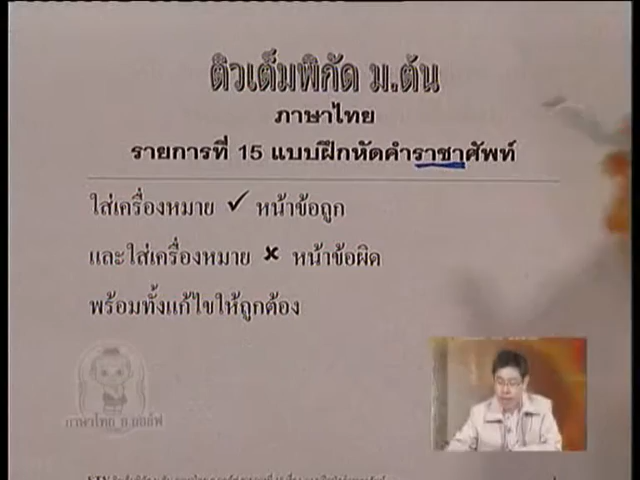 ติวเต็มพิกัด ม.ต้น
ภาษาไทย
รายการที่ 15 แบบฝึกหัดคำราชาศัพท์
ใส่เครื่องหมาย ✓ หน้าข้อถูก
และใส่เครื่องหมาย ✗ หน้าข้อผิด
พร้อมทั้งแก้ไขให้ถูกต้อง